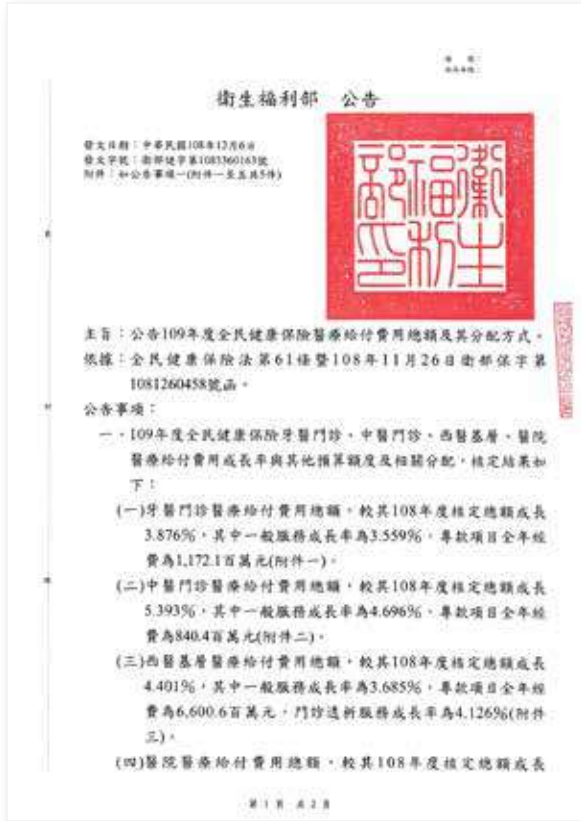 衛生福利部　公告
發文日期：中華民國108年12月6日
發文字號：衛部健字第1083360163號
附件：如公告事項一(附件一至五共5件)
衛生福利部印
主旨：公告109年度全民健康保險醫療給付費用總額及其分配方式。
依據：全民健康保險法第61條暨108年11月26日衛部保字第
1081260458號函。
公告事項：
一、109年度全民健康保險牙醫門診、中醫門診、西醫基層、醫院
醫療給付費用成長率與其他預算額度及相關分配，核定結果如
下：
(一)牙醫門診醫療給付費用總額，較其108年度核定總額成長
3.876%，其中一般服務成長率為3.559%，專款項目全年經
費為1,172.1百萬元(附件一)。
(二)中醫門診醫療給付費用總額，較其108年度核定總額成長
5.393%，其中一般服務成長率為4.696%，專款項目全年經
費為840.4百萬元(附件二)。
(三)西醫基層醫療給付費用總額，較其108年度核定總額成長
4.401%，其中一般服務成長率為3.685%，專款項目全年經
費為6,600.6百萬元，門診透析服務成長率為4.126%(附件
三)。
(四)醫院醫療給付費用總額，較其108年度核定總額成長
第1頁 共2頁